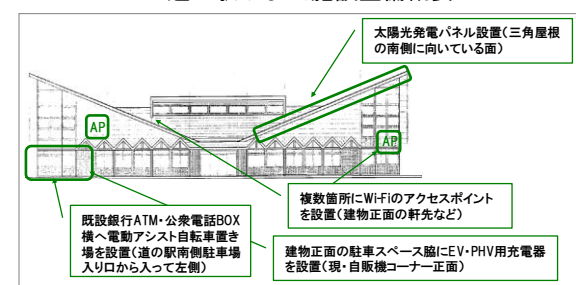 太陽光発電パネル設置(三角屋根
の南側に向いている面)
AP
AP
複数箇所にWi-Fiのアクセスポイント
を設置(建物正面の軒先など)
既設銀行ATM・公衆電話BOX
横へ電動アシスト自転車置き
場を設置(道の駅南側駐車場
入り口から入って左側)
建物正面の駐車スペース脇にEV・PHV用充電器
を設置(現・自販機コーナー正面)